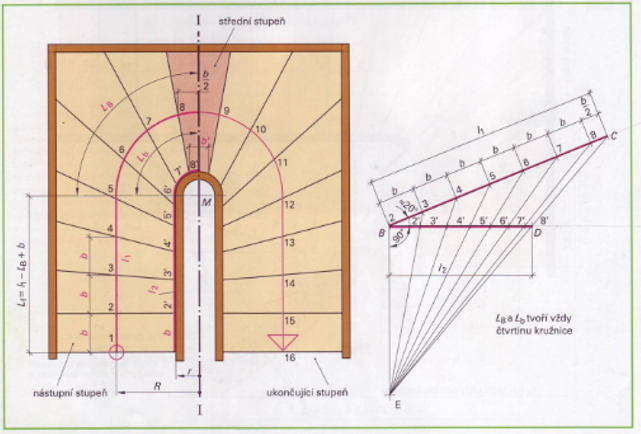 I
střední stupeň
b
2
L_B
8
9
7
10
b'
6
L_b
11
7'
8'
5
6'
M
12
5'
4
4'
13
l_1
3
3'
14
b
l_2
2
2'
15
b
b
1
16
L_f = l_1 - L_B + b
nástupní stupeň
r
R
I
ukončující stupeň
h
b
b
b
b
b
b
b
2
C
8
7
6
5
4
3
2
≐20°
B
2'
3'
4'
5'
6'
7'
8'
D
90°
l_2
L_B a L_b tvoří vždy
čtvrtinu kružnice
E